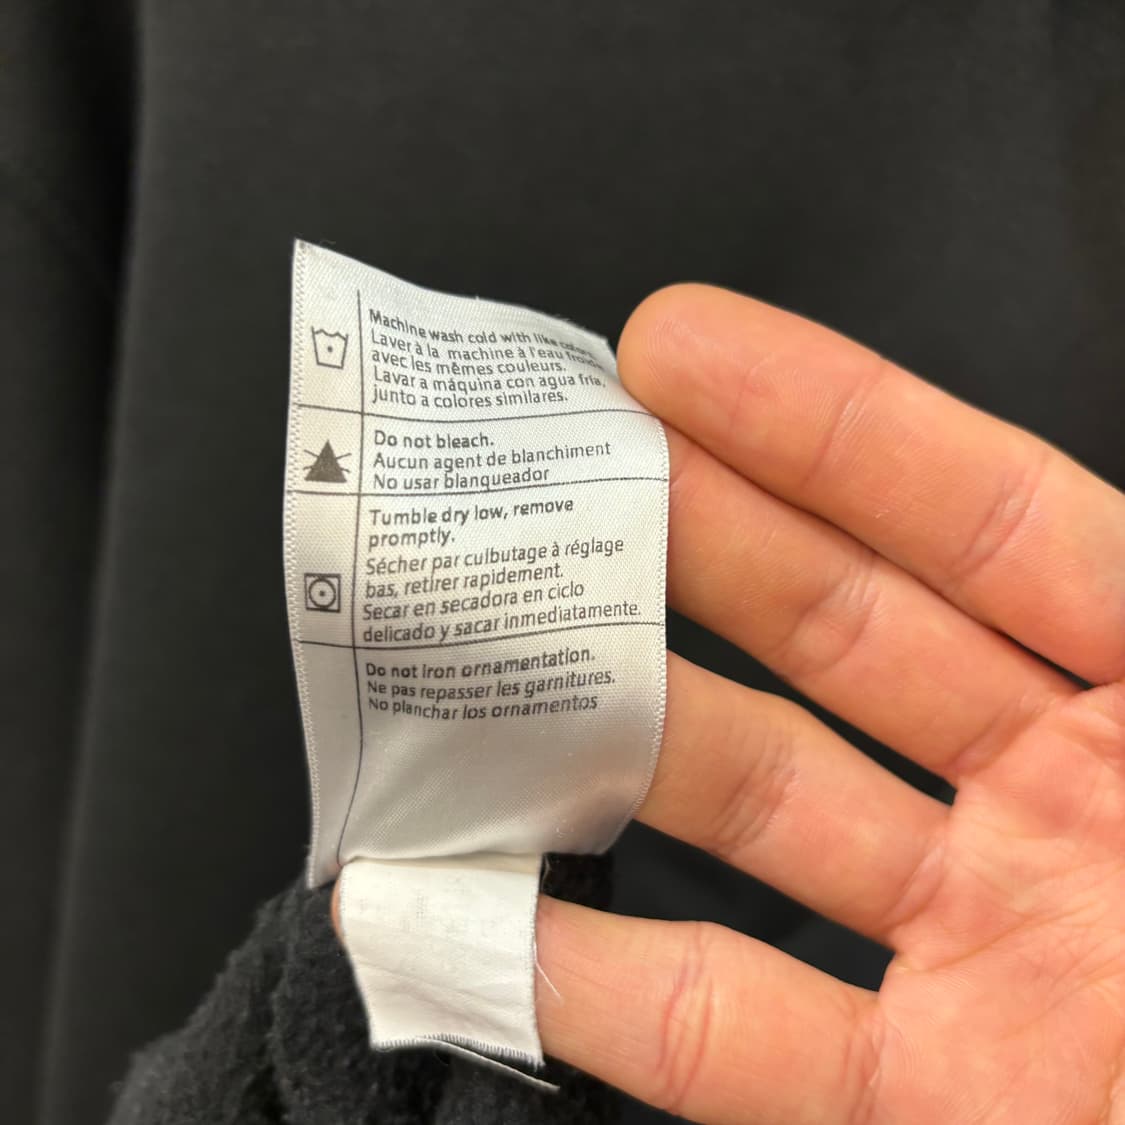 Machine wash cold with like colors.
Laver à la machine à l'eau froide
avec les mêmes couleurs.
Lavar a máquina con agua fría,
junto a colores similares.
Do not bleach.
Aucun agent de blanchiment
No usar blanqueador
Tumble dry low, remove
promptly.
Sécher par culbutage à réglage
bas, retirer rapidement.
Secar en secadora en ciclo
delicado y sacar inmediatamente.
Do not iron ornamentation.
Ne pas repasser les garnitures.
No planchar los ornamentos